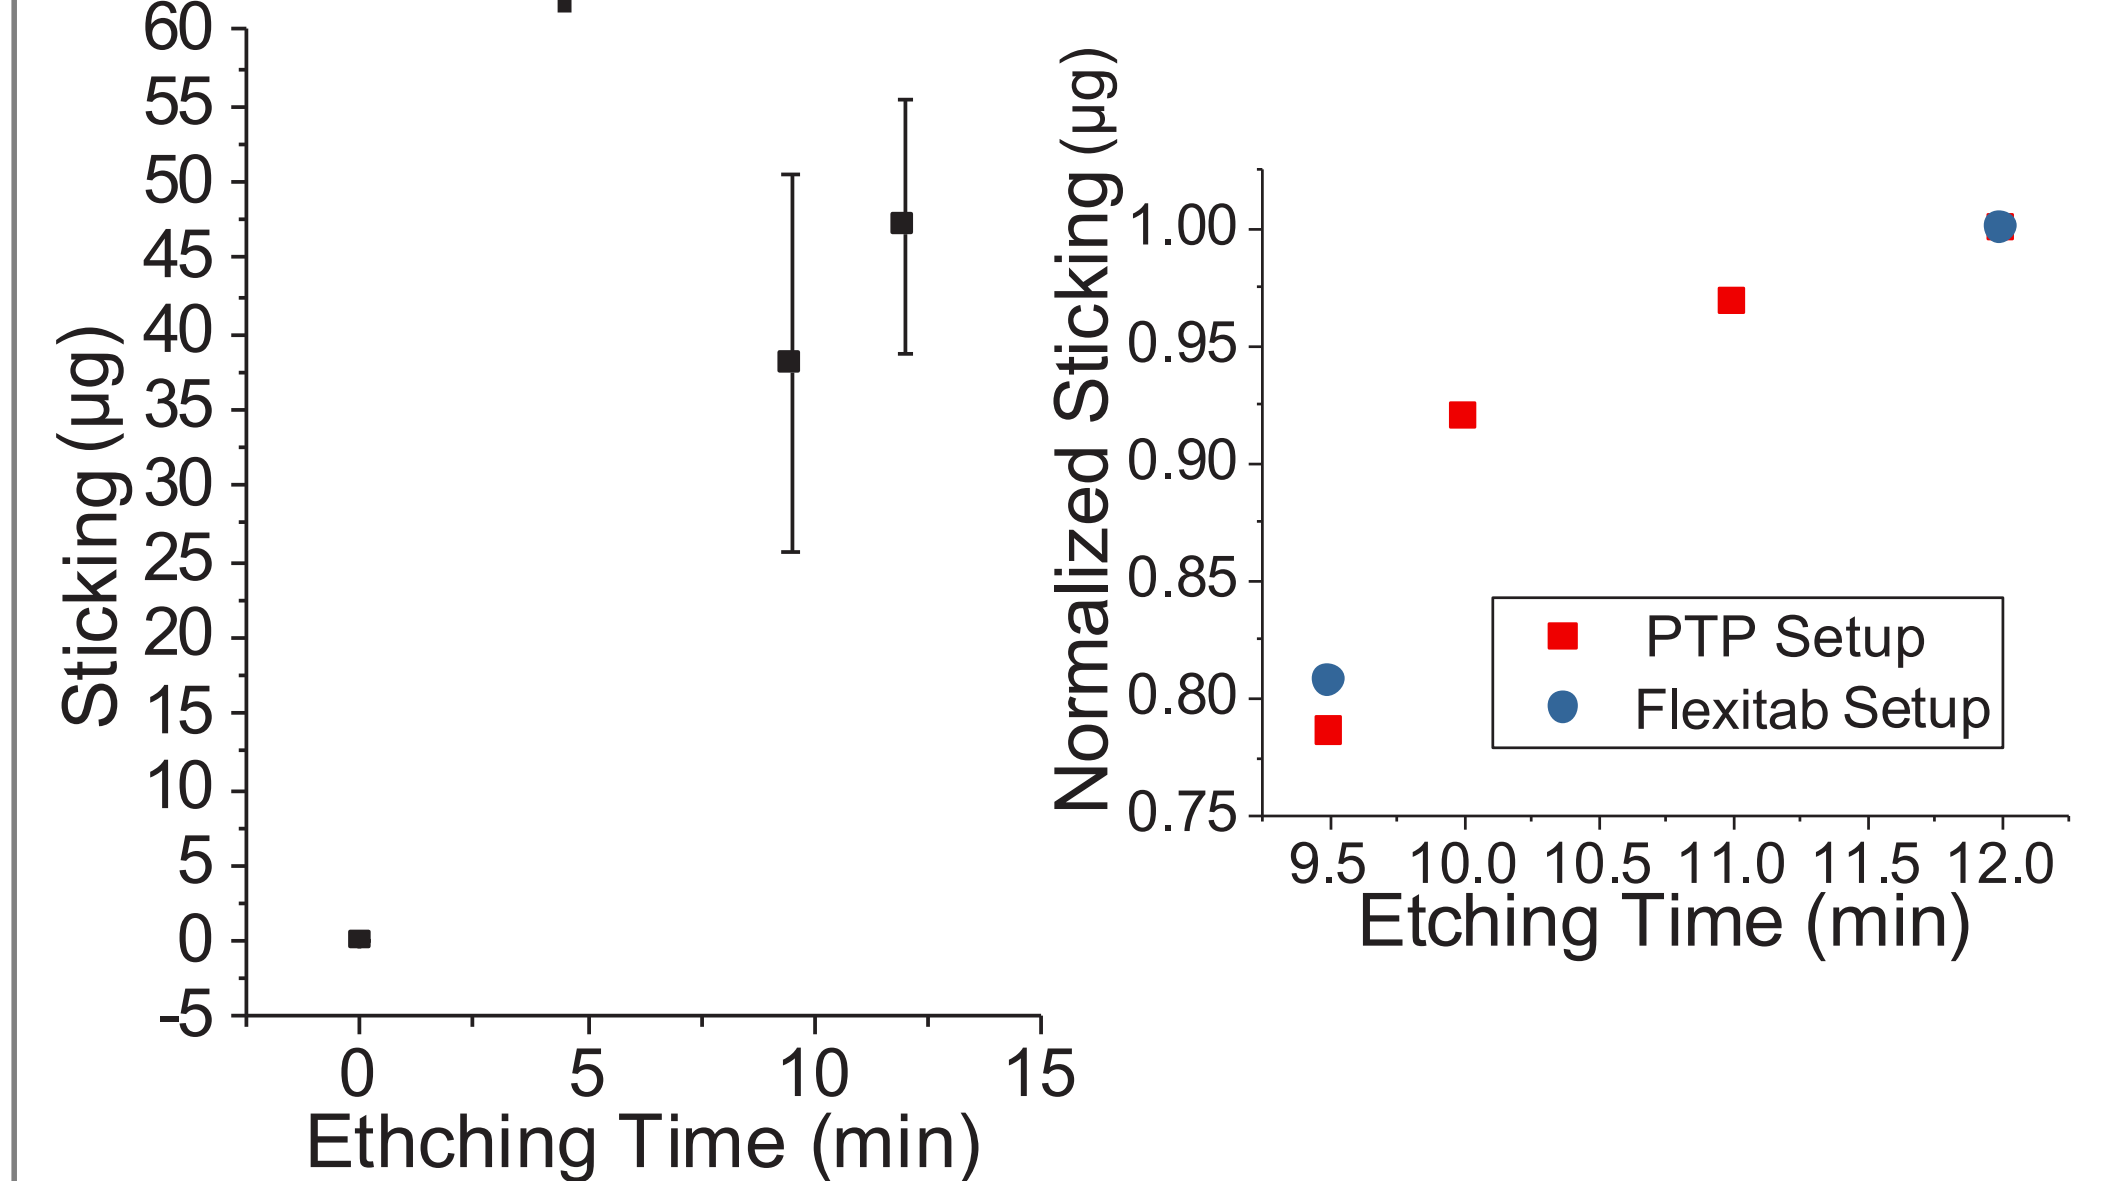 60
55
50
45
40
35
30
25
20
15
10
5
0
-5
Sticking (µg)
0 5 10 15
Ethching Time (min)
Normalized Sticking (µg)
1.00
0.95
0.90
0.85
0.80
0.75
PTP Setup
Flexitab Setup
9.5 10.0 10.5 11.0 11.5 12.0
Etching Time (min)